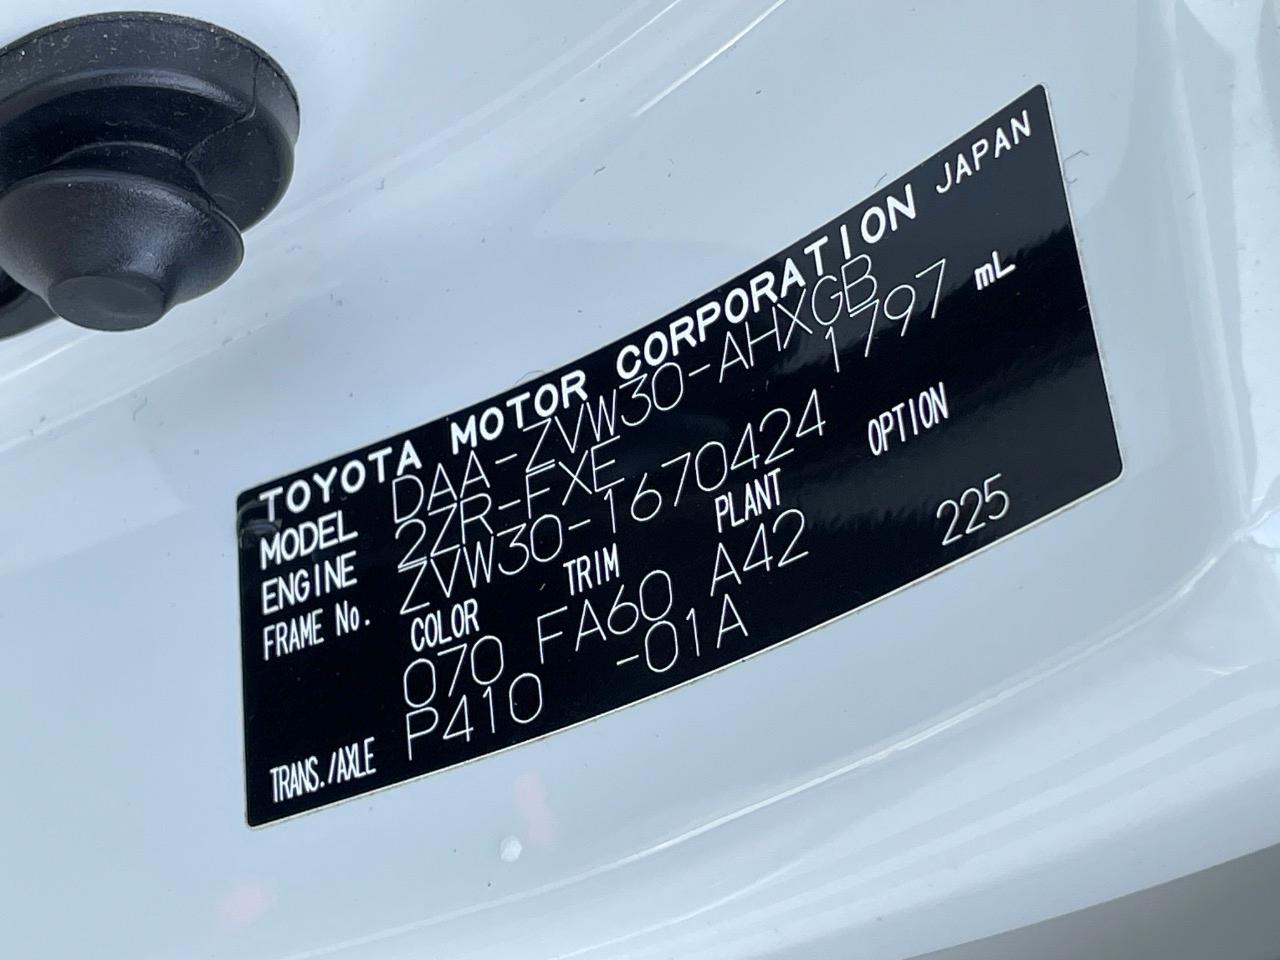 TOYOTA MOTOR CORPORATION JAPAN
MODEL DAA-ZVW30-AHXGB
ENGINE 2ZR-FXE 1797 mL
FRAME No. ZVW30-1670424
COLOR TRIM PLANT OPTION
070 FA60 A42 225
TRANS./AXLE P410 -01A